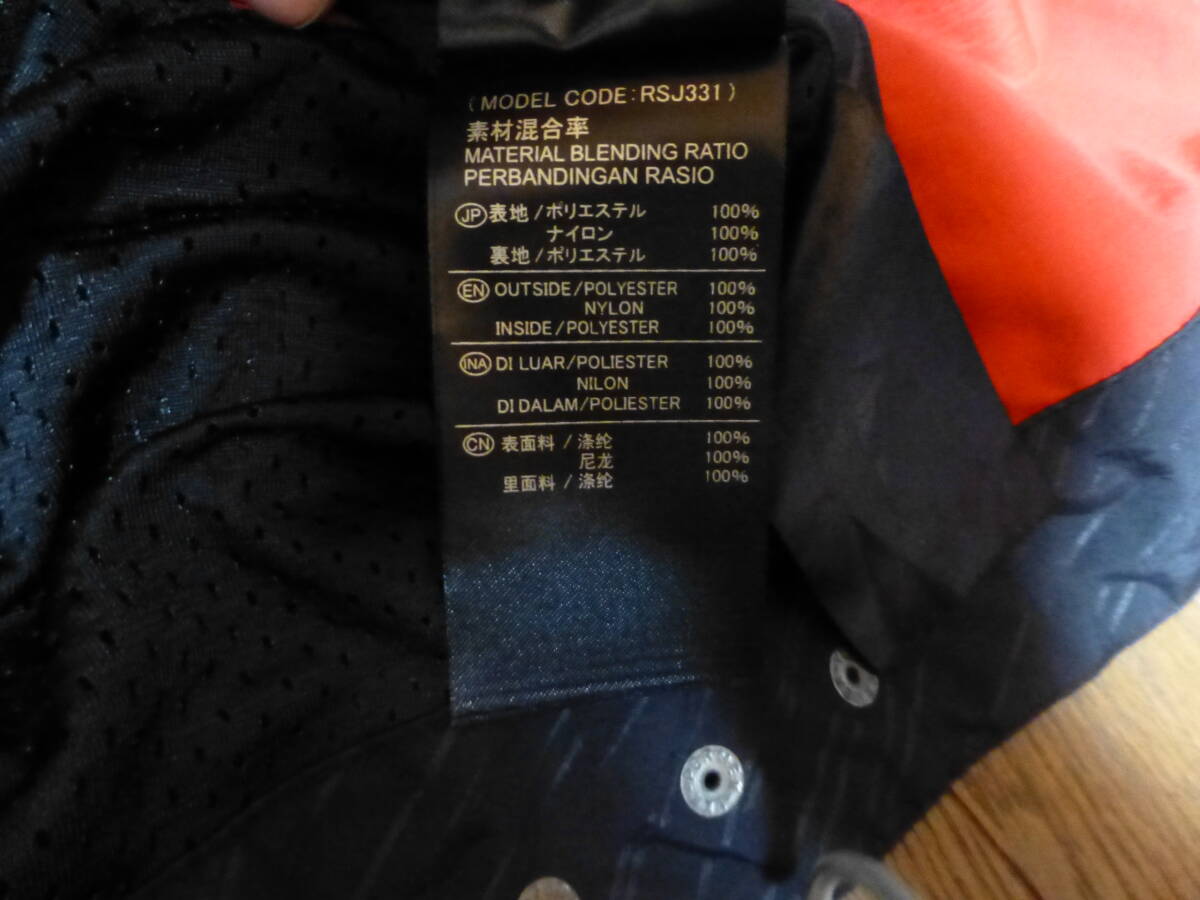 (MODEL CODE:RSJ331)
素材混合率
MATERIAL BLENDING RATIO
PERBANDINGAN RASIO
JP 表地/ポリエステル 100%
ナイロン 100%
裏地/ポリエステル 100%
EN OUTSIDE/POLYESTER 100%
NYLON 100%
INSIDE/POLYESTER 100%
INA DI LUAR/POLIESTER 100%
NILON 100%
DI DALAM/POLIESTER 100%
CN 表面料/涤纶 100%
尼龙 100%
里面料/涤纶 100%